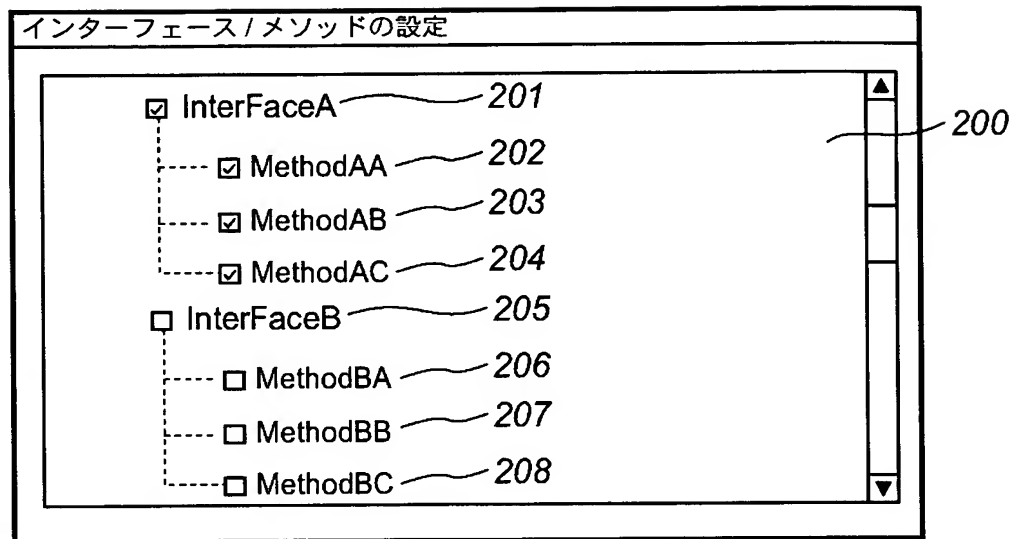 インターフェース/メソッドの設定
InterFaceA 201
200
MethodAA 202
MethodAB 203
MethodAC 204
InterFaceB 205
MethodBA 206
MethodBB 207
MethodBC 208